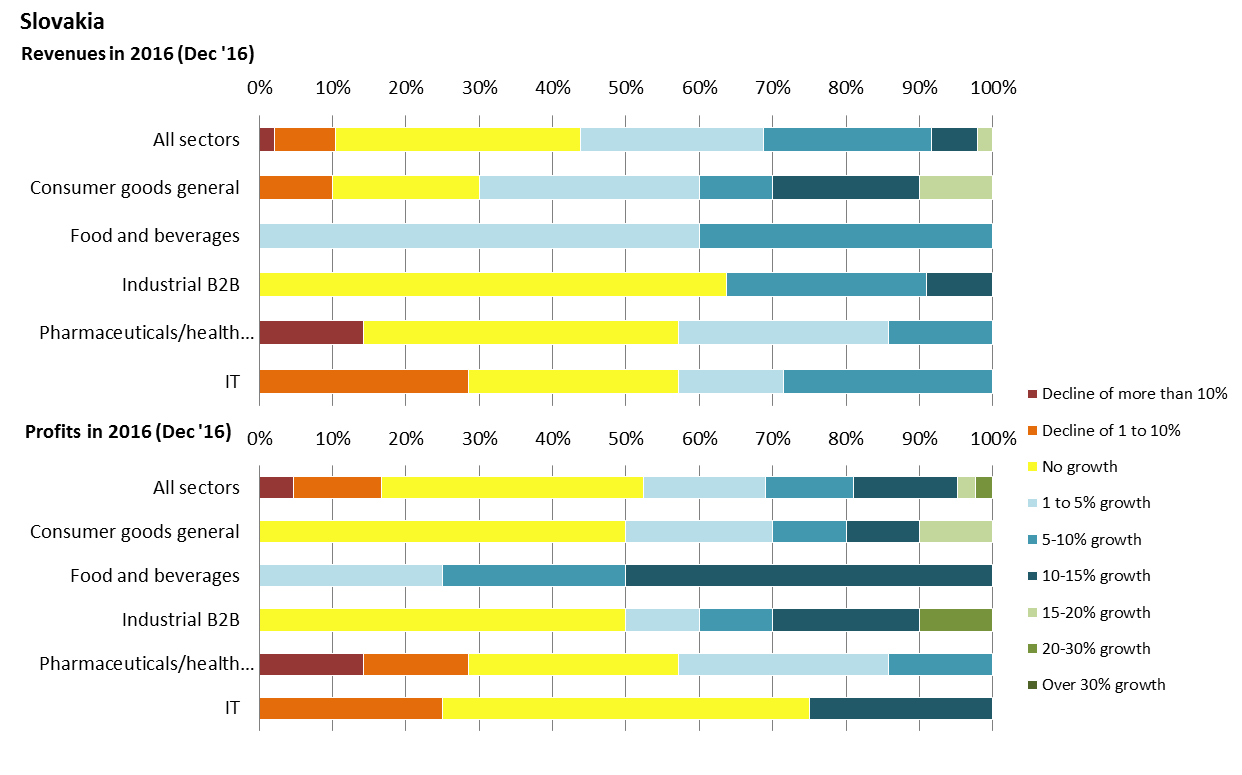 Slovakia
Revenues in 2016 (Dec '16)
0% 10% 20% 30% 40% 50% 60% 70% 80% 90% 100%
All sectors
Consumer goods general
Food and beverages
Industrial B2B
Pharmaceuticals/health...
IT
Profits in 2016 (Dec '16)
0% 10% 20% 30% 40% 50% 60% 70% 80% 90% 100%
All sectors
Consumer goods general
Food and beverages
Industrial B2B
Pharmaceuticals/health...
IT
Decline of more than 10%
Decline of 1 to 10%
No growth
1 to 5% growth
5-10% growth
10-15% growth
15-20% growth
20-30% growth
Over 30% growth